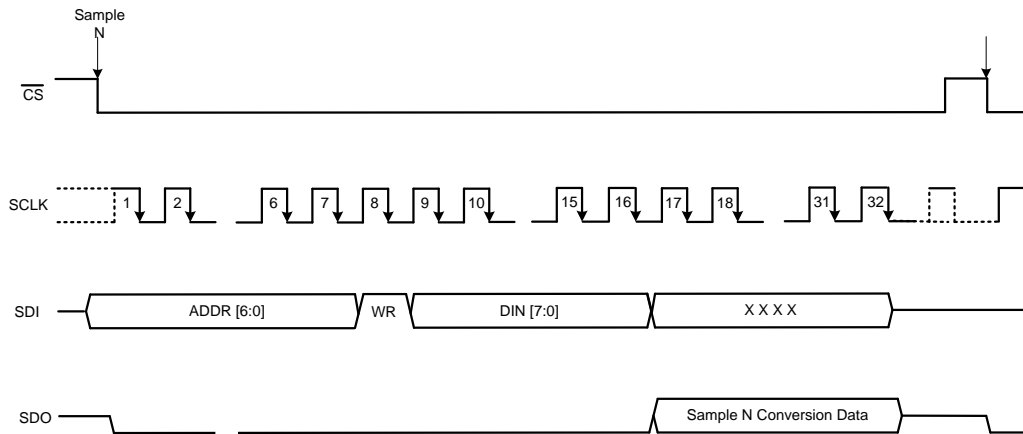 Sample
N
CS
SCLK
1 2 6 7 8 9 10 15 16 17 18 31 32
SDI
ADDR [6:0] WR DIN [7:0] X X X X
SDO
Sample N Conversion Data